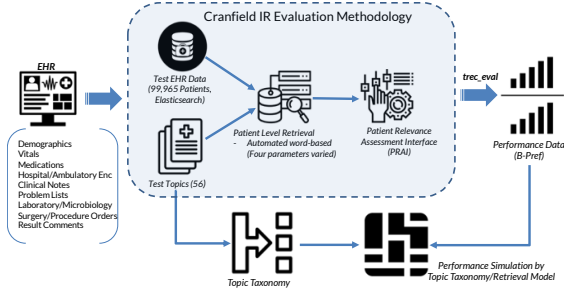 Cranfield IR Evaluation Methodology
EHR
Demographics
Vitals
Medications
Hospital/Ambulatory Enc
Clinical Notes
Problem Lists
Laboratory/Microbiology
Surgery/Procedure Orders
Result Comments
Test EHR Data
(99,965 Patients,
Elasticsearch)
Test Topics (56)
Patient Level Retrieval
- Automated word-based
(Four parameters varied)
Patient Relevance
Assessment Interface
(PRAI)
trec_eval
Performance Data
(B-Pref)
Topic Taxonomy
Performance Simulation by
Topic Taxonomy/Retrieval Model